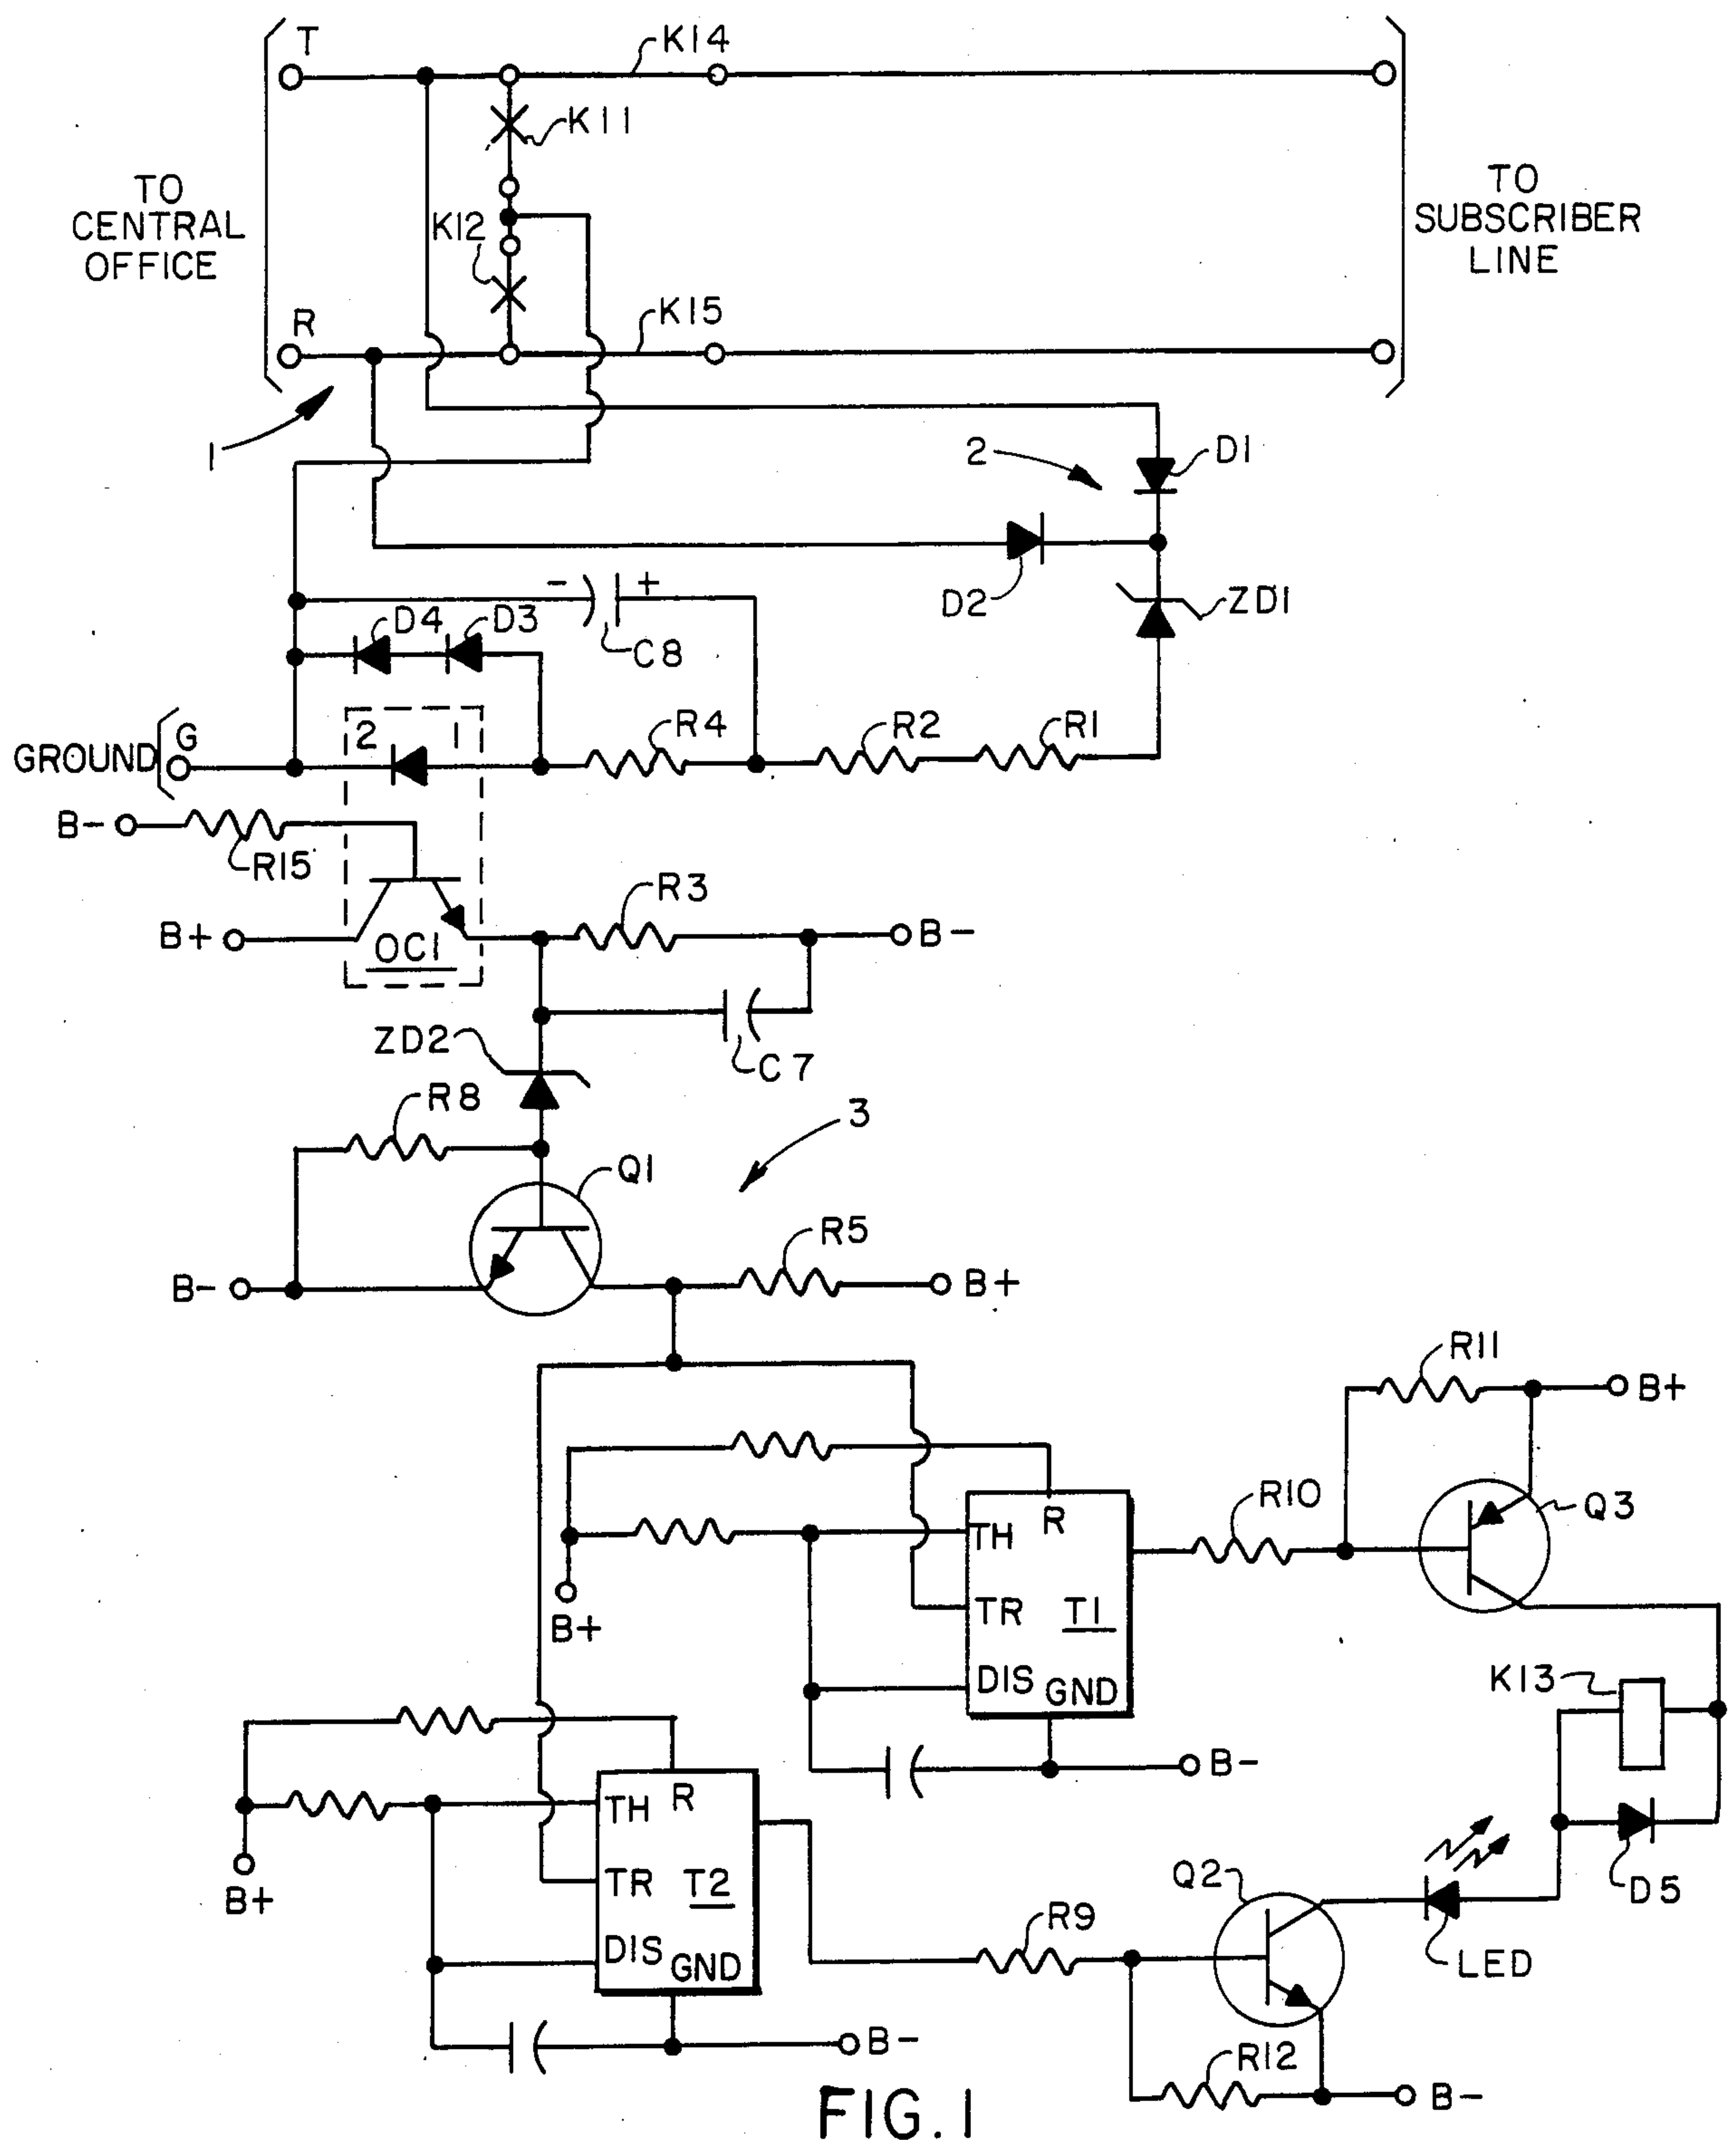 T
K14
K11
TO
CENTRAL
OFFICE
K12
TO
SUBSCRIBER
LINE
R
K15
1
2
D1
D2
ZD1
- +
D4
D3
C8
GROUND
G
2 1
R4
R2
R1
B-
R15
R3
B+
OC1
B-
ZD2
C7
R8
3
Q1
R5
B-
B+
R11
B+
R10
Q3
TH
R
B+
TR
T1
DIS
GND
K13
B-
TH
R
B+
TR
T2
Q2
D5
DIS
GND
R9
LED
B-
R12
B-
FIG. 1